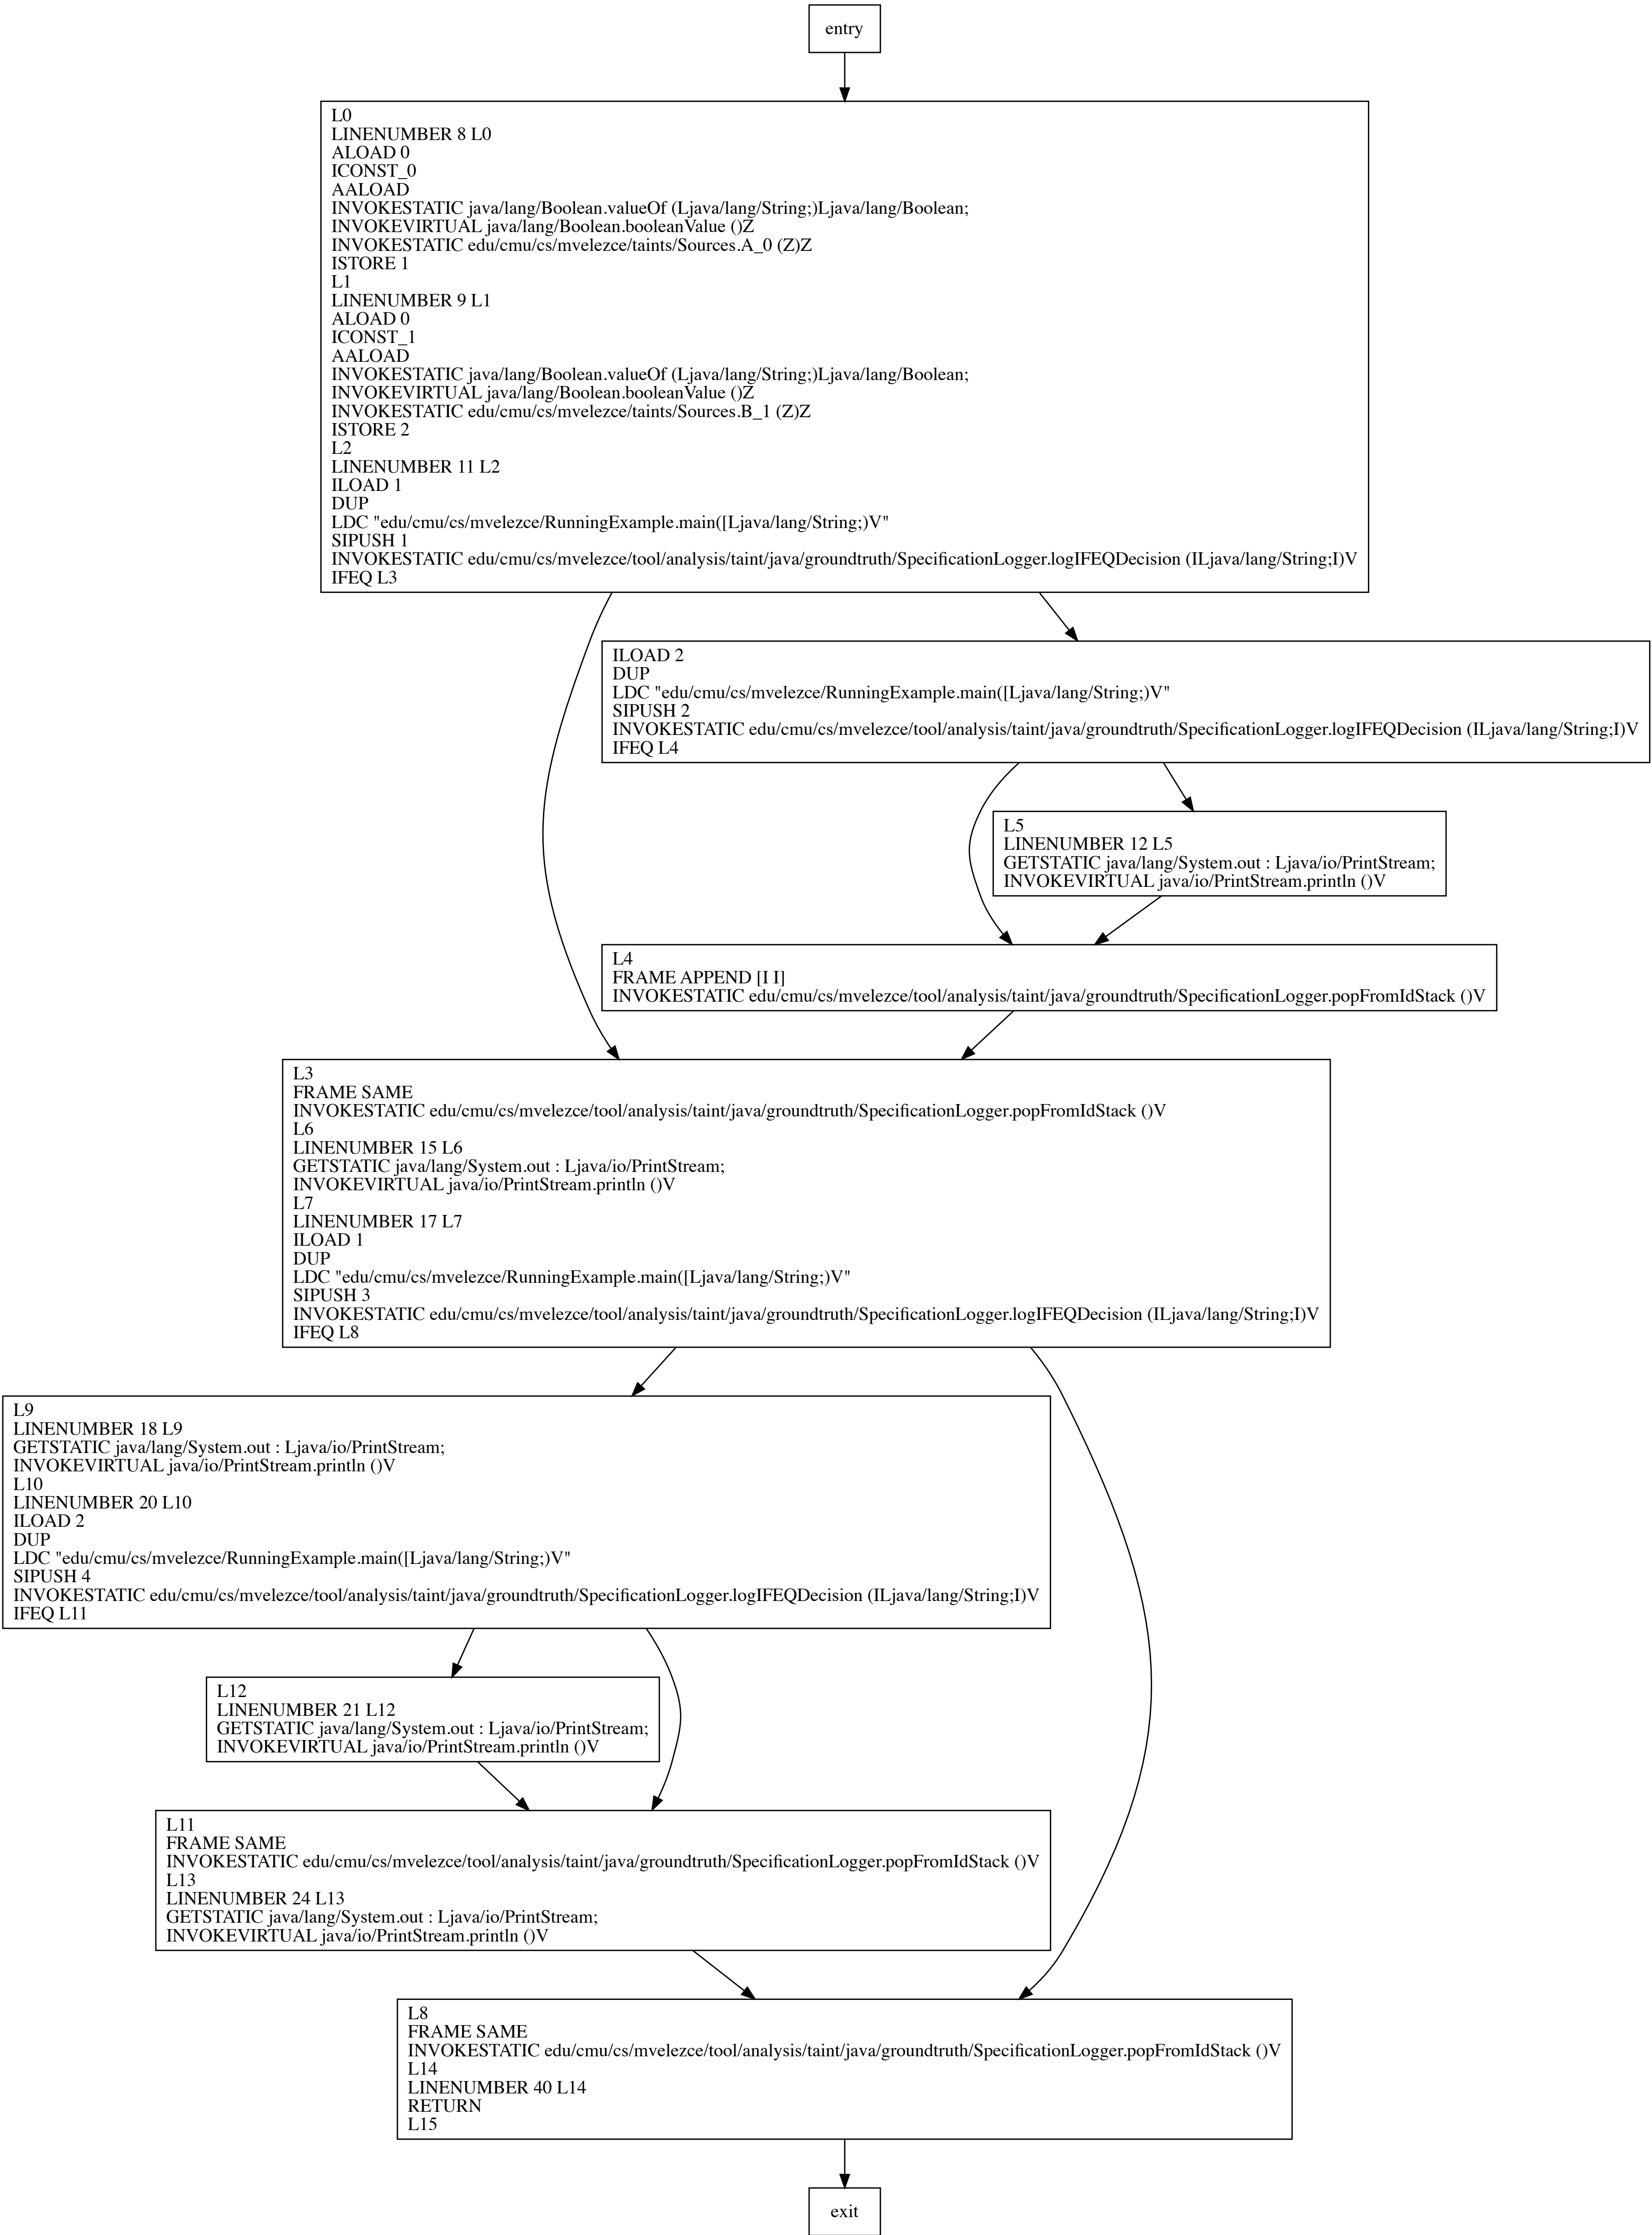 entry
L0
LINENUMBER 8 L0
ALOAD 0
ICONST_0
AALOAD
INVOKESTATIC java/lang/Boolean.valueOf (Ljava/lang/String;)Ljava/lang/Boolean;
INVOKEVIRTUAL java/lang/Boolean.booleanValue ()Z
INVOKESTATIC edu/cmu/cs/mvelezce/taints/Sources.A_0 (Z)Z
ISTORE 1
L1
LINENUMBER 9 L1
ALOAD 0
ICONST_1
AALOAD
INVOKESTATIC java/lang/Boolean.valueOf (Ljava/lang/String;)Ljava/lang/Boolean;
INVOKEVIRTUAL java/lang/Boolean.booleanValue ()Z
INVOKESTATIC edu/cmu/cs/mvelezce/taints/Sources.B_1 (Z)Z
ISTORE 2
L2
LINENUMBER 11 L2
ILOAD 1
DUP
LDC "edu/cmu/cs/mvelezce/RunningExample.main([Ljava/lang/String;)V"
SIPUSH 1
INVOKESTATIC edu/cmu/cs/mvelezce/tool/analysis/taint/java/groundtruth/SpecificationLogger.logIFEQDecision (ILjava/lang/String;I)V
IFEQ L3
ILOAD 2
DUP
LDC "edu/cmu/cs/mvelezce/RunningExample.main([Ljava/lang/String;)V"
SIPUSH 2
INVOKESTATIC edu/cmu/cs/mvelezce/tool/analysis/taint/java/groundtruth/SpecificationLogger.logIFEQDecision (ILjava/lang/String;I)V
IFEQ L4
L5
LINENUMBER 12 L5
GETSTATIC java/lang/System.out : Ljava/io/PrintStream;
INVOKEVIRTUAL java/io/PrintStream.println ()V
L4
FRAME APPEND [I I]
INVOKESTATIC edu/cmu/cs/mvelezce/tool/analysis/taint/java/groundtruth/SpecificationLogger.popFromIdStack ()V
L3
FRAME SAME
INVOKESTATIC edu/cmu/cs/mvelezce/tool/analysis/taint/java/groundtruth/SpecificationLogger.popFromIdStack ()V
L6
LINENUMBER 15 L6
GETSTATIC java/lang/System.out : Ljava/io/PrintStream;
INVOKEVIRTUAL java/io/PrintStream.println ()V
L7
LINENUMBER 17 L7
ILOAD 1
DUP
LDC "edu/cmu/cs/mvelezce/RunningExample.main([Ljava/lang/String;)V"
SIPUSH 3
INVOKESTATIC edu/cmu/cs/mvelezce/tool/analysis/taint/java/groundtruth/SpecificationLogger.logIFEQDecision (ILjava/lang/String;I)V
IFEQ L8
L9
LINENUMBER 18 L9
GETSTATIC java/lang/System.out : Ljava/io/PrintStream;
INVOKEVIRTUAL java/io/PrintStream.println ()V
L10
LINENUMBER 20 L10
ILOAD 2
DUP
LDC "edu/cmu/cs/mvelezce/RunningExample.main([Ljava/lang/String;)V"
SIPUSH 4
INVOKESTATIC edu/cmu/cs/mvelezce/tool/analysis/taint/java/groundtruth/SpecificationLogger.logIFEQDecision (ILjava/lang/String;I)V
IFEQ L11
L12
LINENUMBER 21 L12
GETSTATIC java/lang/System.out : Ljava/io/PrintStream;
INVOKEVIRTUAL java/io/PrintStream.println ()V
L11
FRAME SAME
INVOKESTATIC edu/cmu/cs/mvelezce/tool/analysis/taint/java/groundtruth/SpecificationLogger.popFromIdStack ()V
L13
LINENUMBER 24 L13
GETSTATIC java/lang/System.out : Ljava/io/PrintStream;
INVOKEVIRTUAL java/io/PrintStream.println ()V
L8
FRAME SAME
INVOKESTATIC edu/cmu/cs/mvelezce/tool/analysis/taint/java/groundtruth/SpecificationLogger.popFromIdStack ()V
L14
LINENUMBER 40 L14
RETURN
L15
exit